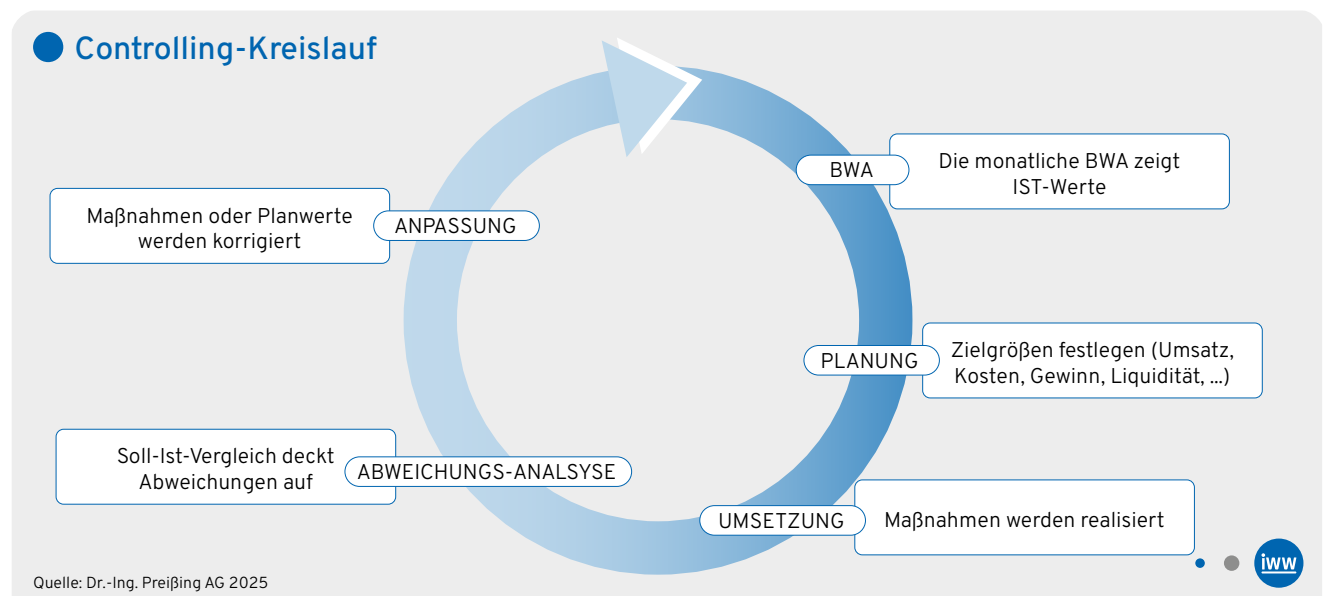 Controlling-Kreislauf
BWA
Die monatliche BWA zeigt
IST-Werte
PLANUNG
Zielgrößen festlegen (Umsatz,
Kosten, Gewinn, Liquidität, ...)
UMSETZUNG
Maßnahmen werden realisiert
ABWEICHUNGS-ANALSYSE
Soll-Ist-Vergleich deckt
Abweichungen auf
ANPASSUNG
Maßnahmen oder Planwerte
werden korrigiert
Quelle: Dr.-Ing. Preißing AG 2025
iww